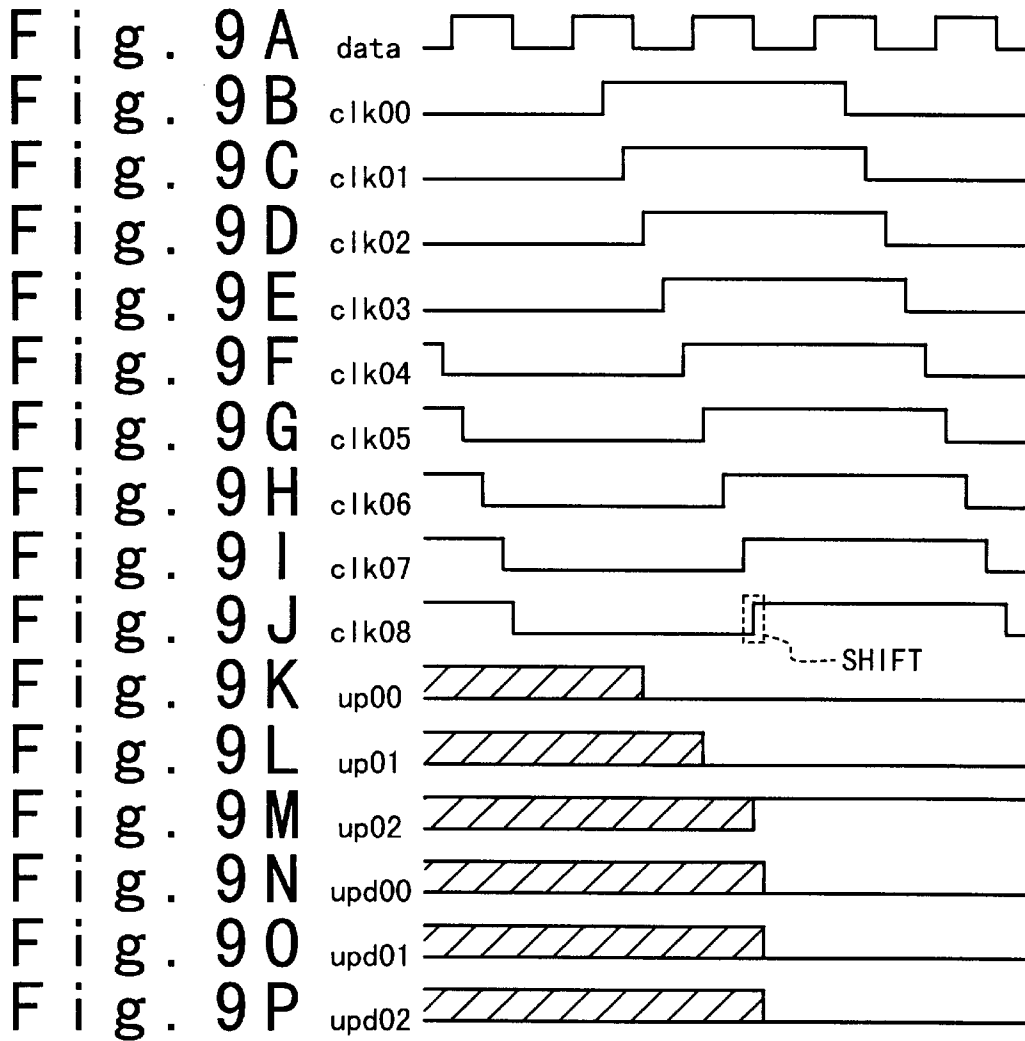 Fig. 9A data
Fig. 9B clk00
Fig. 9C clk01
Fig. 9D clk02
Fig. 9E clk03
Fig. 9F clk04
Fig. 9G clk05
Fig. 9H clk06
Fig. 9I clk07
Fig. 9J clk08
SHIFT
Fig. 9K up00
Fig. 9L up01
Fig. 9M up02
Fig. 9N upd00
Fig. 9O upd01
Fig. 9P upd02